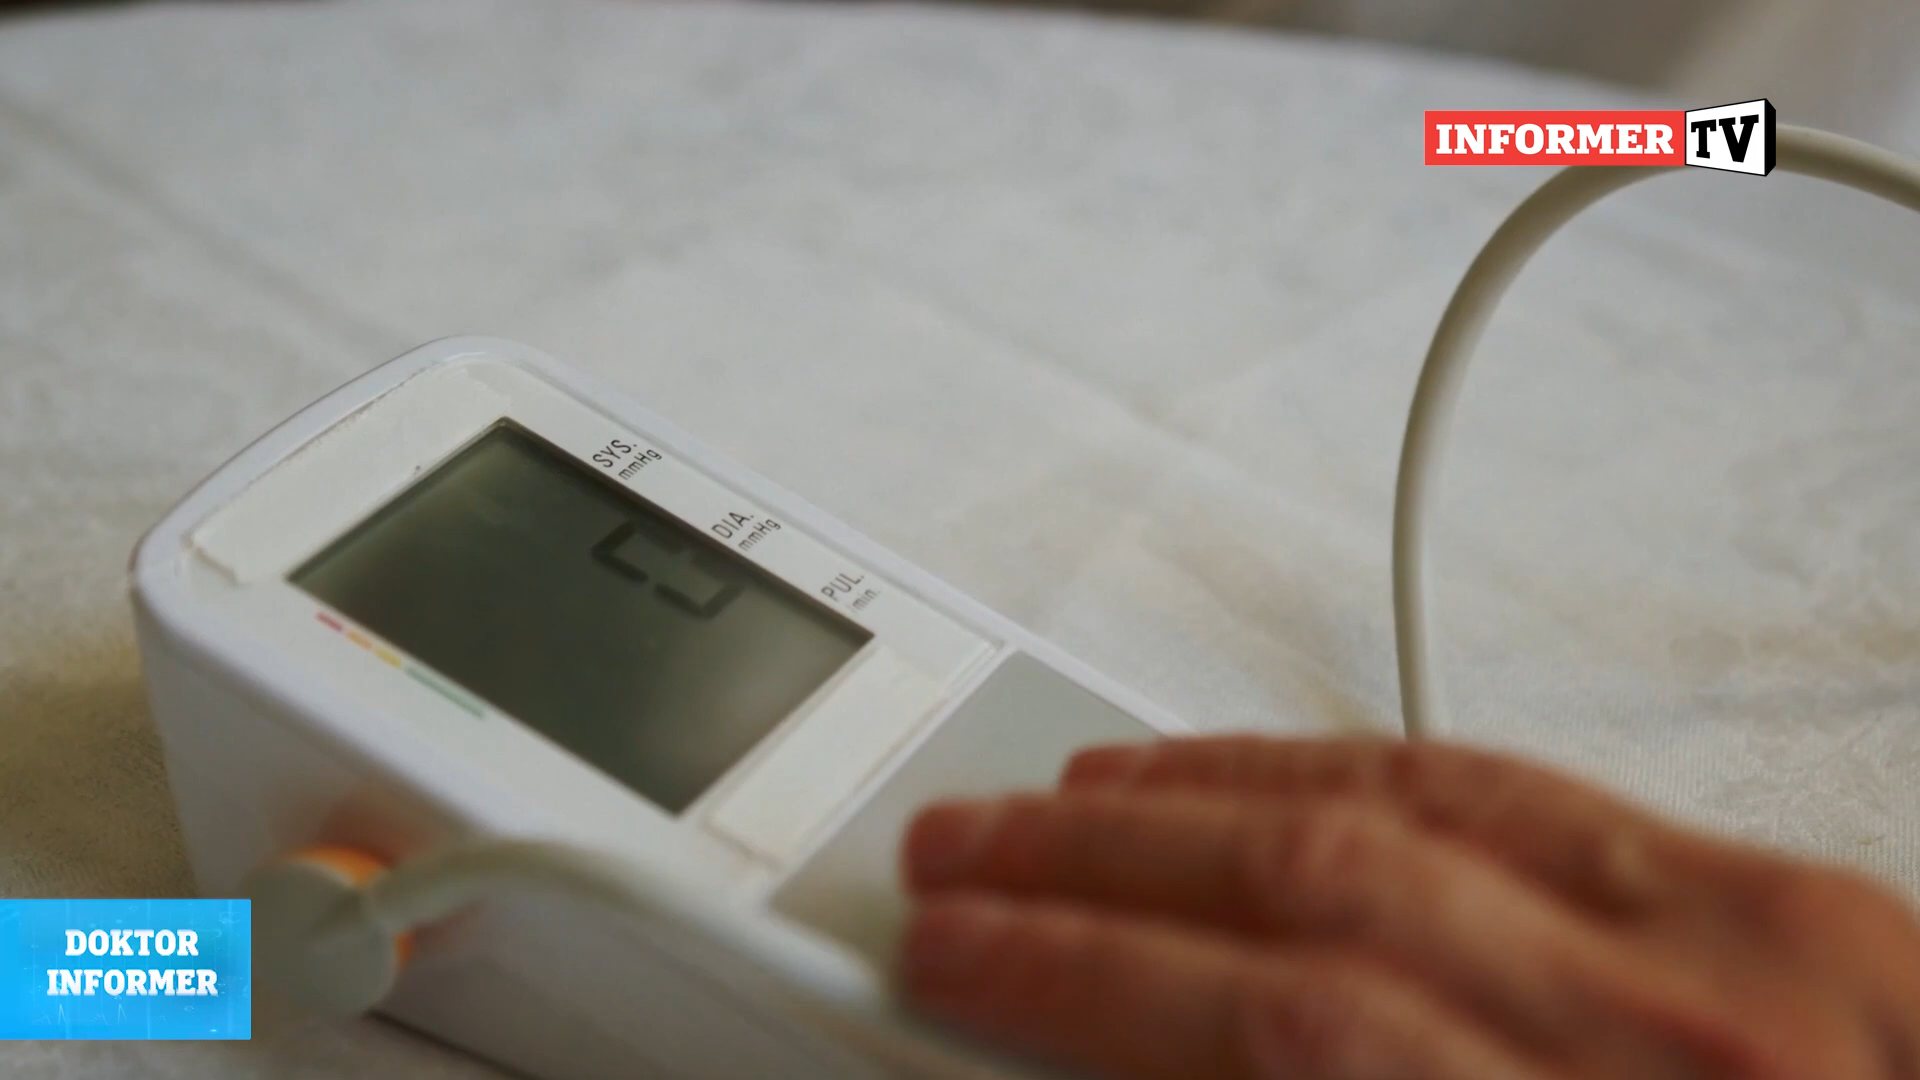 INFORMER TV
SYS.
mmHg
DIA.
mmHg
PUL.
min.
DOKTOR
INFORMER